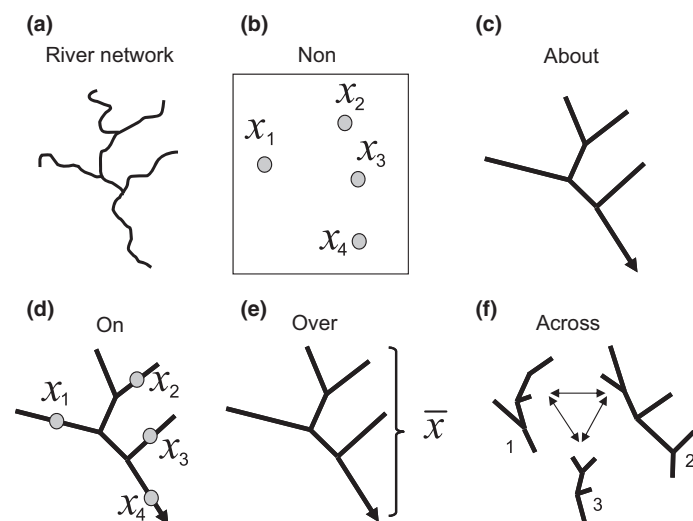 (a)
River network
(b)
Non
x₁
x₂
x₃
x₄
(c)
About
(d)
On
x₁
x₂
x₃
x₄
(e)
Over
x̅
(f)
Across
1
2
3